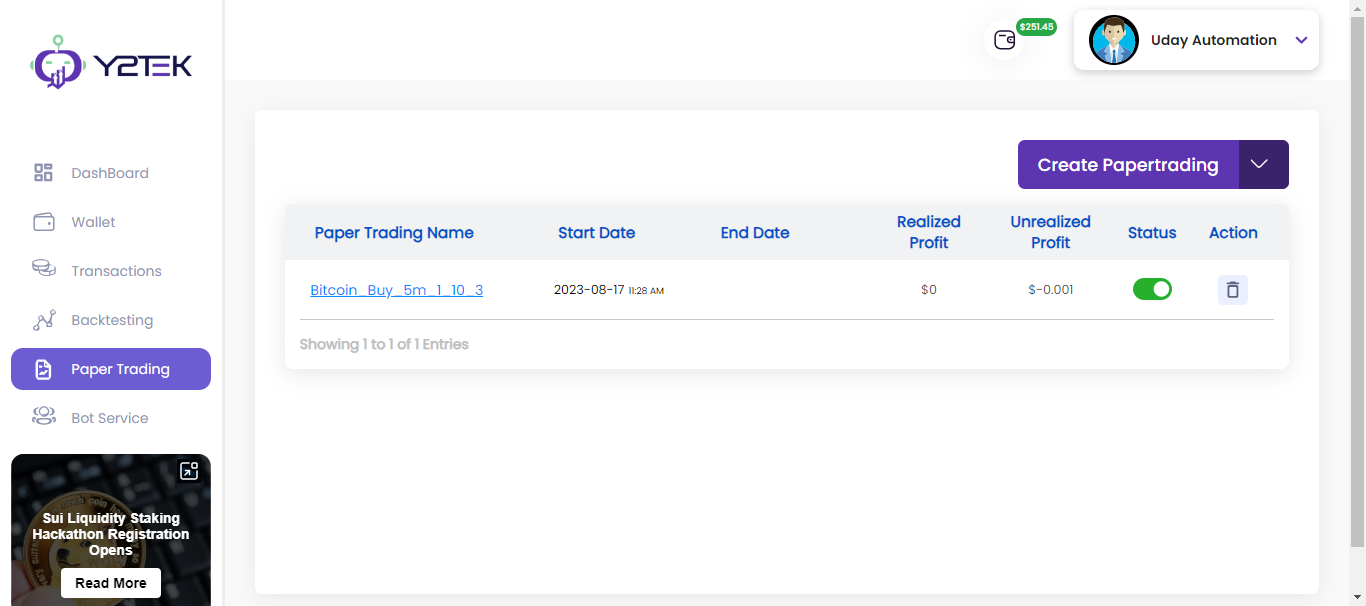 Y2TEK
$251.45
Uday Automation
DashBoard
Wallet
Transactions
Backtesting
Paper Trading
Bot Service
Sui Liquidity Staking
Hackathon Registration
Opens
Read More
Create Papertrading
Paper Trading Name Start Date End Date Realized Profit Unrealized Profit Status Action
Bitcoin_Buy_5m_1_10_3 2023-08-17 11:28 AM $0 $-0.001
Showing 1 to 1 of 1 Entries